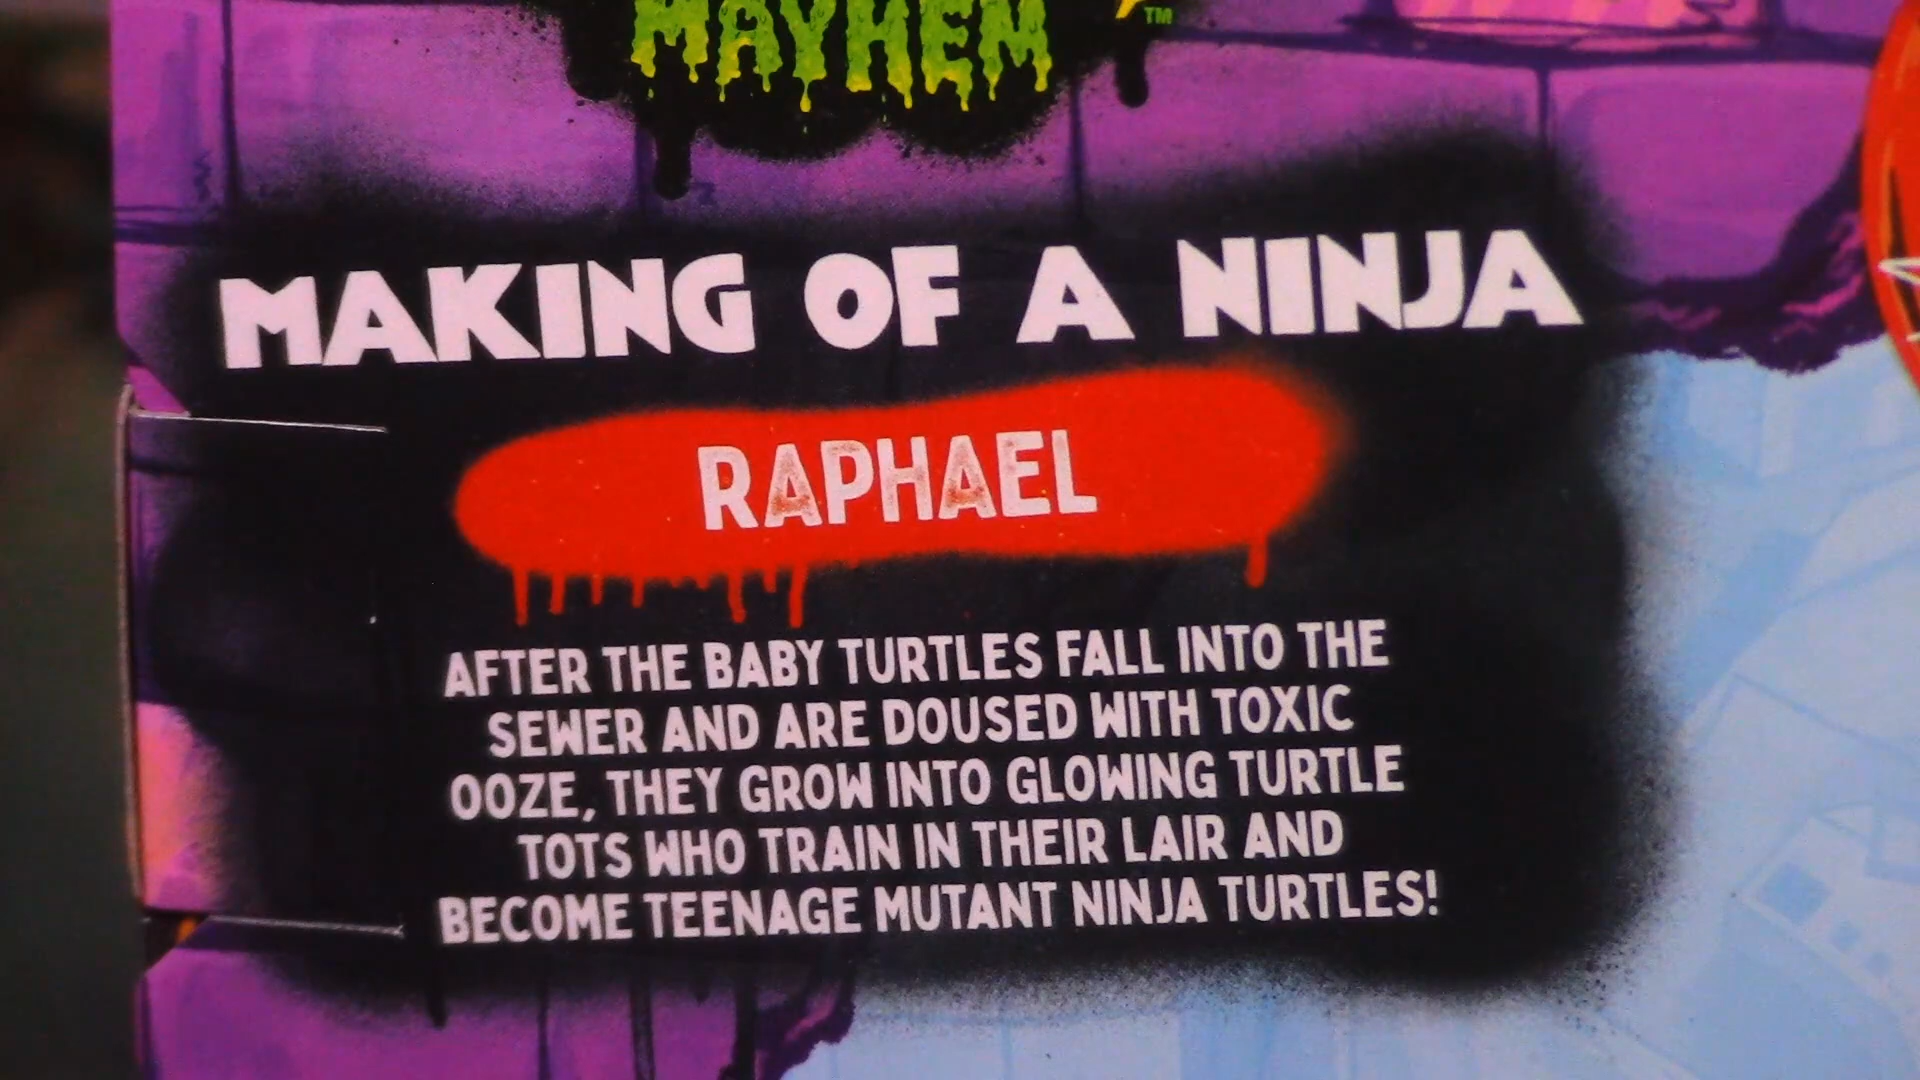 MAYHEM™
MAKING OF A NINJA
RAPHAEL
AFTER THE BABY TURTLES FALL INTO THE
SEWER AND ARE DOUSED WITH TOXIC
OOZE, THEY GROW INTO GLOWING TURTLE
TOTS WHO TRAIN IN THEIR LAIR AND
BECOME TEENAGE MUTANT NINJA TURTLES!